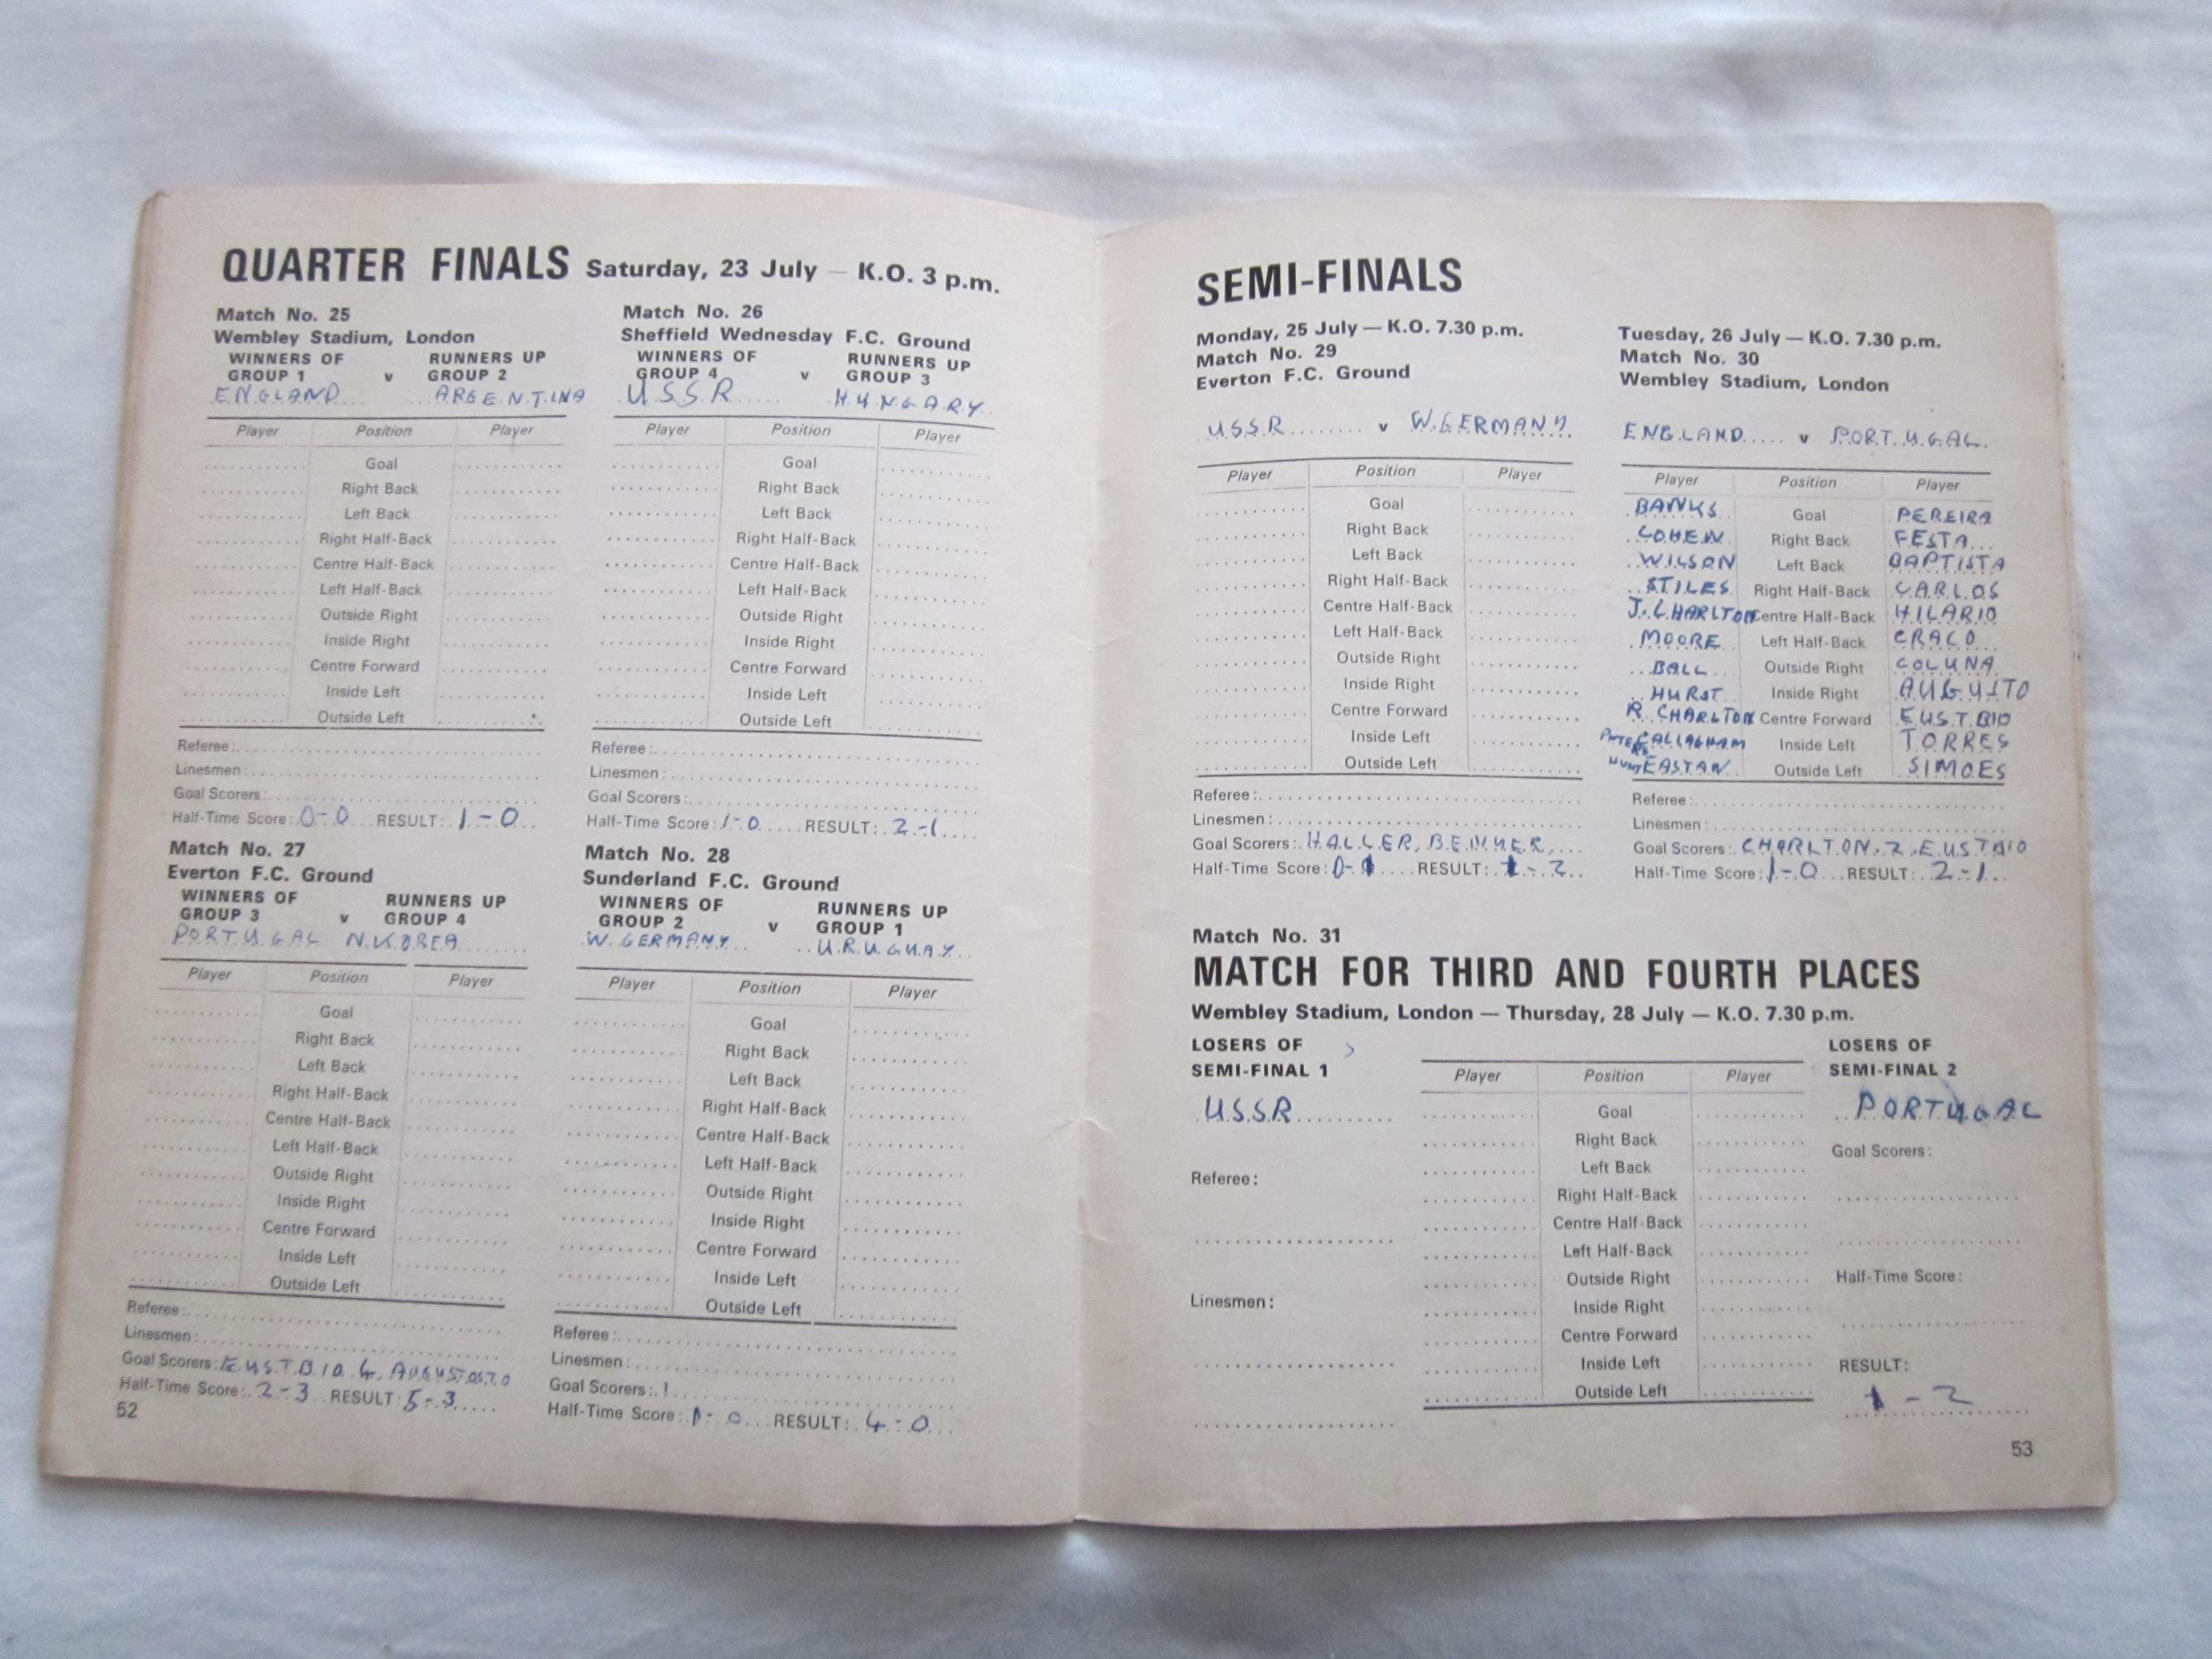 QUARTER FINALS Saturday, 23 July — K.O. 3 p.m.
Match No. 25
Wembley Stadium, London
WINNERS OF RUNNERS UP
GROUP 1 v GROUP 2
ENGLAND ARGENTINA
Player Position Player
Goal
Right Back
Left Back
Right Half-Back
Centre Half-Back
Left Half-Back
Outside Right
Inside Right
Centre Forward
Inside Left
Outside Left
Referee:
Linesmen:
Goal Scorers:
Half-Time Score: 0-0 RESULT: 1-0
Match No. 26
Sheffield Wednesday F.C. Ground
WINNERS OF RUNNERS UP
GROUP 4 v GROUP 3
USSR HUNGARY
Player Position Player
Goal
Right Back
Left Back
Right Half-Back
Centre Half-Back
Left Half-Back
Outside Right
Inside Right
Centre Forward
Inside Left
Outside Left
Referee:
Linesmen:
Goal Scorers:
Half-Time Score: 1-0 RESULT: 2-1
Match No. 27
Everton F.C. Ground
WINNERS OF RUNNERS UP
GROUP 3 v GROUP 4
PORTUGAL N.KOREA
Player Position Player
Goal
Right Back
Left Back
Right Half-Back
Centre Half-Back
Left Half-Back
Outside Right
Inside Right
Centre Forward
Inside Left
Outside Left
Referee:
Linesmen:
Goal Scorers: EUSTBIO 4, AUGUSTOSTO
Half-Time Score: 2-3 RESULT: 5-3
52
Match No. 28
Sunderland F.C. Ground
WINNERS OF RUNNERS UP
GROUP 2 v GROUP 1
W. GERMANY URUGUAY
Player Position Player
Goal
Right Back
Left Back
Right Half-Back
Centre Half-Back
Left Half-Back
Outside Right
Inside Right
Centre Forward
Inside Left
Outside Left
Referee:
Linesmen:
Goal Scorers:
Half-Time Score: 1-0 RESULT: 4-0
SEMI-FINALS
Monday, 25 July — K.O. 7.30 p.m.
Match No. 29
Everton F.C. Ground
USSR v W.GERMANY
Player Position Player
Goal
Right Back
Left Back
Right Half-Back
Centre Half-Back
Left Half-Back
Outside Right
Inside Right
Centre Forward
Inside Left
Outside Left
Referee:
Linesmen:
Goal Scorers: HALLER,
Half-Time Score: 0-1 RESULT: 1-2
Tuesday, 26 July — K.O. 7.30 p.m.
Match No. 30
Wembley Stadium, London
ENGLAND v PORTUGAL
Player Position Player
BANKS Goal PEREIRA
COHEN Right Back FESTA
WILSON Left Back BAPTISTA
STILES Right Half-Back CARLOS
J. CHARLTON Centre Half-Back HILARIO
MOORE Left Half-Back CRACO
BALL Outside Right COLUNA
HURST Inside Right AUGUSTO
R. CHARLTON Centre Forward EUSTBIO
CALLAGHAM Inside Left TORRES
HUNT EASTAN Outside Left SIMOES
Referee:
Linesmen:
Goal Scorers: CHARLTON, 2, EUSTBIO
Half-Time Score: 1-0 RESULT: 2-1
Match No. 31
MATCH FOR THIRD AND FOURTH PLACES
Wembley Stadium, London — Thursday, 28 July — K.O. 7.30 p.m.
LOSERS OF
SEMI-FINAL 1
USSR
Referee:
Linesmen:
Player Position Player
Goal
Right Back
Left Back
Right Half-Back
Centre Half-Back
Left Half-Back
Outside Right
Inside Right
Centre Forward
Inside Left
Outside Left
LOSERS OF
SEMI-FINAL 2
PORTUGAL
Goal Scorers:
Half-Time Score:
RESULT:
1-2
53